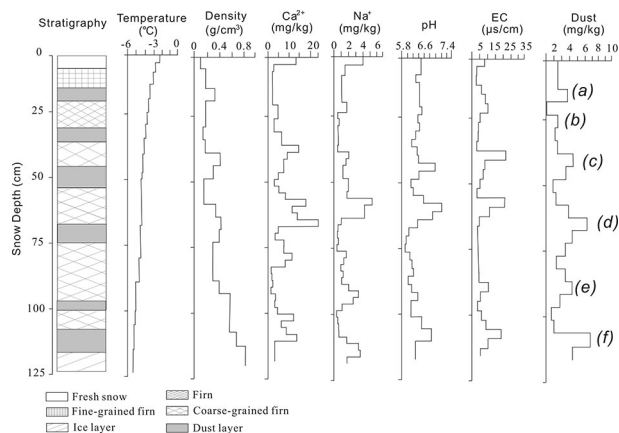 Stratigraphy
Temperature
(℃)
Density
(g/cm³)
Ca²⁺
(mg/kg)
Na⁺
(mg/kg)
pH
EC
(μs/cm)
Dust
(mg/kg)
-6 -3 0
0 0.4 0.8
0 10 20
0 2 4 6
5.8 6.6 7.4
5 15 25 35
2 4 6 8 10
Snow Depth (cm)
0
25
50
75
100
125
(a)
(b)
(c)
(d)
(e)
(f)
Fresh snow
Firn
Fine-grained firn
Coarse-grained firn
Ice layer
Dust layer